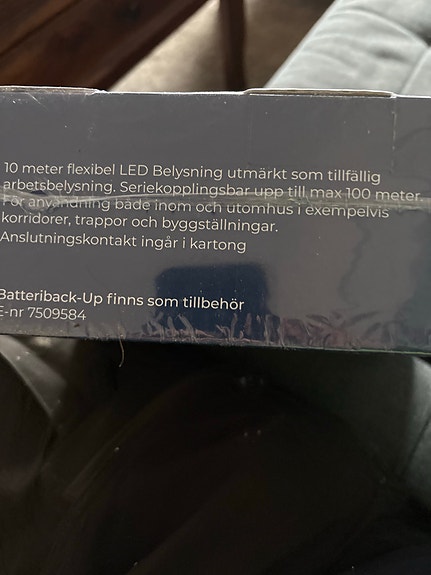 10 meter flexibel LED Belysning utmärkt som tillfällig
arbetsbelysning. Seriekopplingsbar upp till max 100 meter.
För användning både inom och utomhus i exempelvis
korridorer, trappor och byggställningar.
Anslutningskontakt ingår i kartong
Batteriback-Up finns som tillbehör
E-nr 7509584